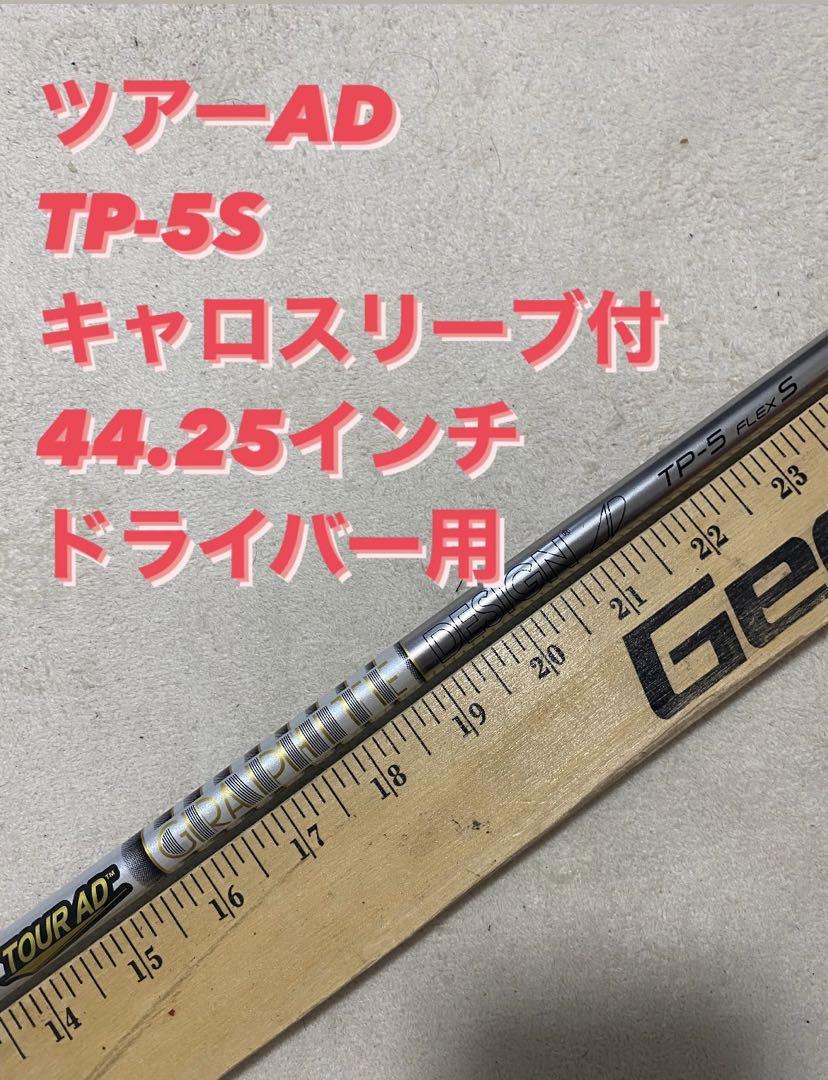 ツアーAD
TP-5S
キャロスリーブ付
44.25インチ
ドライバー用
TOUR AD™
GRAPHITE
DESIGN®
TP-5 FLEX S
14
15
16
17
18
19
20
21
22
23